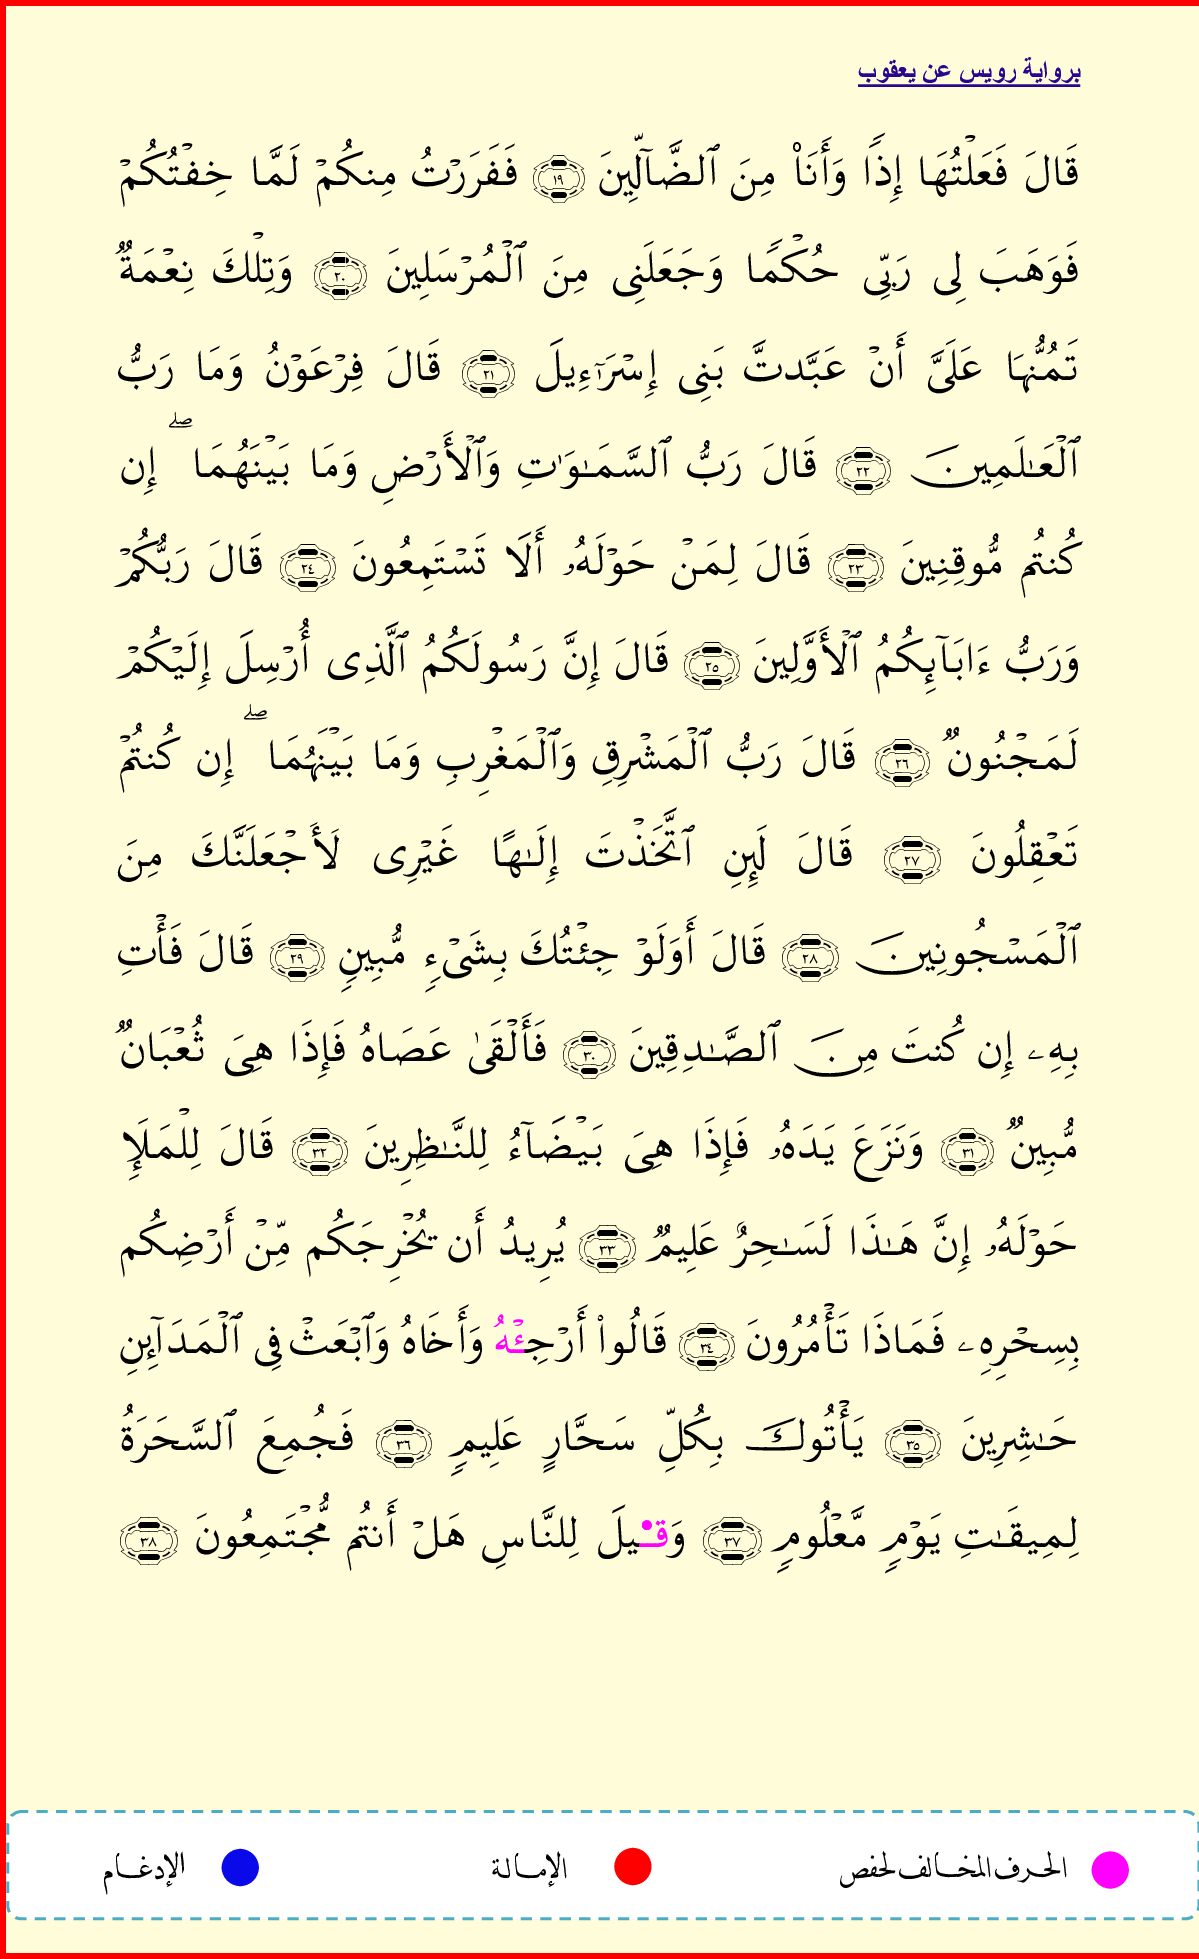 برواية رويس عن يعقوب
قَالَ فَعَلْتُهَا إِذًا وَأَنَا۠ مِنَ ٱلضَّآلِّينَ ١٩ فَفَرَرْتُ مِنكُمْ لَمَّا خِفْتُكُمْ
فَوَهَبَ لِى رَبِّى حُكْمًا وَجَعَلَنِى مِنَ ٱلْمُرْسَلِينَ ٢٠ وَتِلْكَ نِعْمَةٌ
تَمُنُّهَا عَلَىَّ أَنْ عَبَّدتَّ بَنِى إِسْرَٰٓءِيلَ ٢١ قَالَ فِرْعَوْنُ وَمَا رَبُّ
ٱلْعَـٰلَمِينَ ٢٢ قَالَ رَبُّ ٱلسَّمَـٰوَٰتِ وَٱلْأَرْضِ وَمَا بَيْنَهُمَا ۖ إِن
كُنتُم مُّوقِنِينَ ٢٣ قَالَ لِمَنْ حَوْلَهُۥ أَلَا تَسْتَمِعُونَ ٢٤ قَالَ رَبُّكُمْ
وَرَبُّ ءَابَآئِكُمُ ٱلْأَوَّلِينَ ٢٥ قَالَ إِنَّ رَسُولَكُمُ ٱلَّذِى أُرْسِلَ إِلَيْكُمْ
لَمَجْنُونٌ ٢٦ قَالَ رَبُّ ٱلْمَشْرِقِ وَٱلْمَغْرِبِ وَمَا بَيْنَهُمَا ۖ إِن كُنتُمْ
تَعْقِلُونَ ٢٧ قَالَ لَئِنِ ٱتَّخَذْتَ إِلَـٰهًا غَيْرِى لَأَجْعَلَنَّكَ مِنَ
ٱلْمَسْجُونِينَ ٢٨ قَالَ أَوَلَوْ جِئْتُكَ بِشَىْءٍ مُّبِينٍ ٢٩ قَالَ فَأْتِ
بِهِۦ إِن كُنتَ مِنَ ٱلصَّـٰدِقِينَ ٣٠ فَأَلْقَىٰ عَصَاهُ فَإِذَا هِىَ ثُعْبَانٌ
مُّبِينٌ ٣١ وَنَزَعَ يَدَهُۥ فَإِذَا هِىَ بَيْضَآءُ لِلنَّـٰظِرِينَ ٣٢ قَالَ لِلْمَلَإِ
حَوْلَهُۥ إِنَّ هَـٰذَا لَسَـٰحِرٌ عَلِيمٌ ٣٣ يُرِيدُ أَن يُخْرِجَكُم مِّنْ أَرْضِكُم
بِسِحْرِهِۦ فَمَاذَا تَأْمُرُونَ ٣٤ قَالُوا۟ أَرْجِئْهُ وَأَخَاهُ وَٱبْعَثْ فِى ٱلْمَدَآئِنِ
حَـٰشِرِينَ ٣٥ يَأْتُوكَ بِكُلِّ سَحَّارٍ عَلِيمٍ ٣٦ فَجُمِعَ ٱلسَّحَرَةُ
لِمِيقَـٰتِ يَوْمٍ مَّعْلُومٍ ٣٧ وَقـ۬يلَ لِلنَّاسِ هَلْ أَنتُم مُّجْتَمِعُونَ ٣٨
الحرف المخالف لحفص الإمالة الإدغام